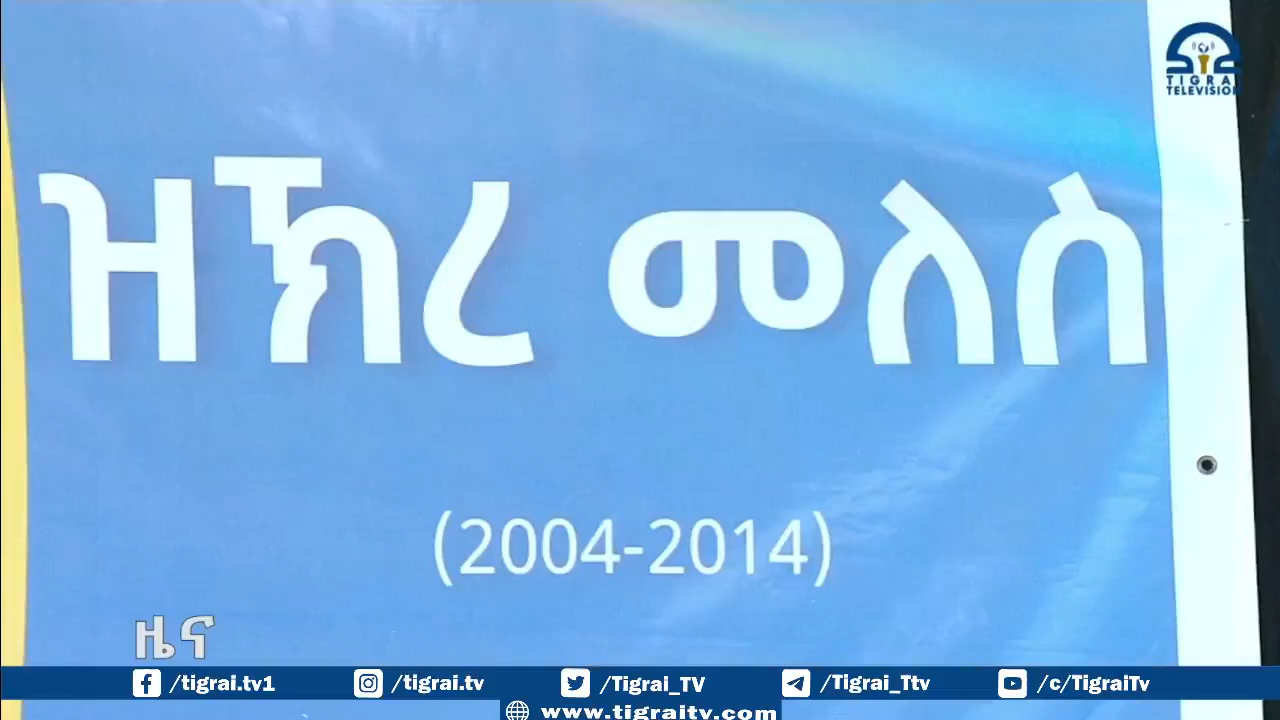 TIGRAI
TELEVISION
ዝኽረ መለስ
(2004-2014)
ዜና
/tigrai.tv1
/tigrai.tv
/Tigrai_TV
/Tigrai_Ttv
/c/TigraiTv
www.tigraitv.com